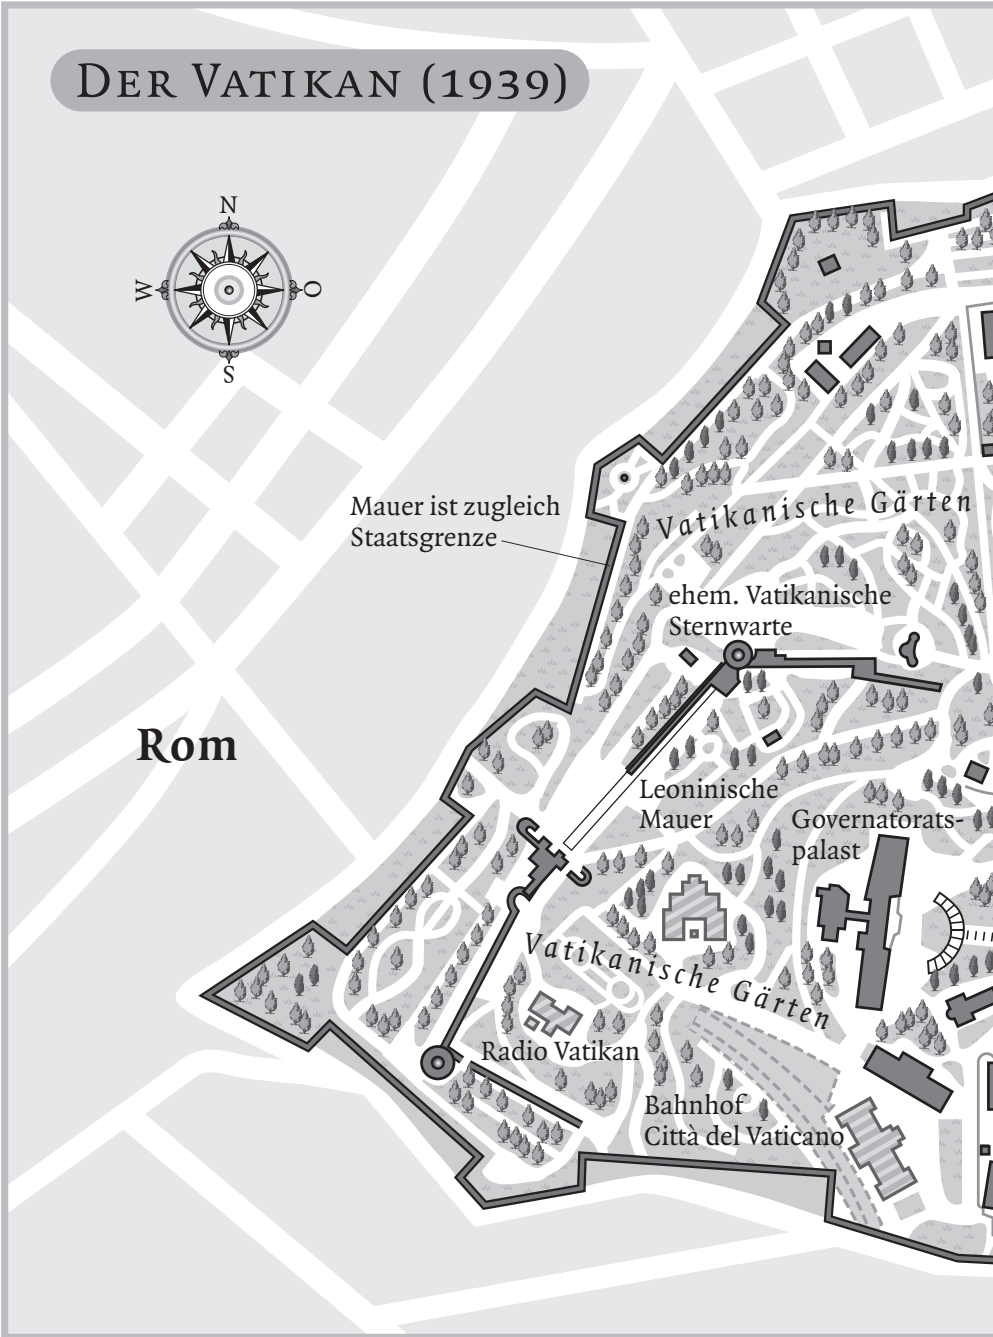 DER VATIKAN (1939)
N
W
O
S
Mauer ist zugleich
Staatsgrenze
Vatikanische Gärten
ehem. Vatikanische
Sternwarte
Rom
Leoninische
Mauer
Governatorats-
palast
Vatikanische Gärten
Radio Vatikan
Bahnhof
Città del Vaticano